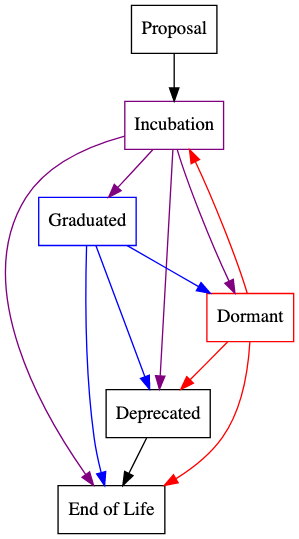 Proposal
Incubation
Graduated
Dormant
Deprecated
End of Life